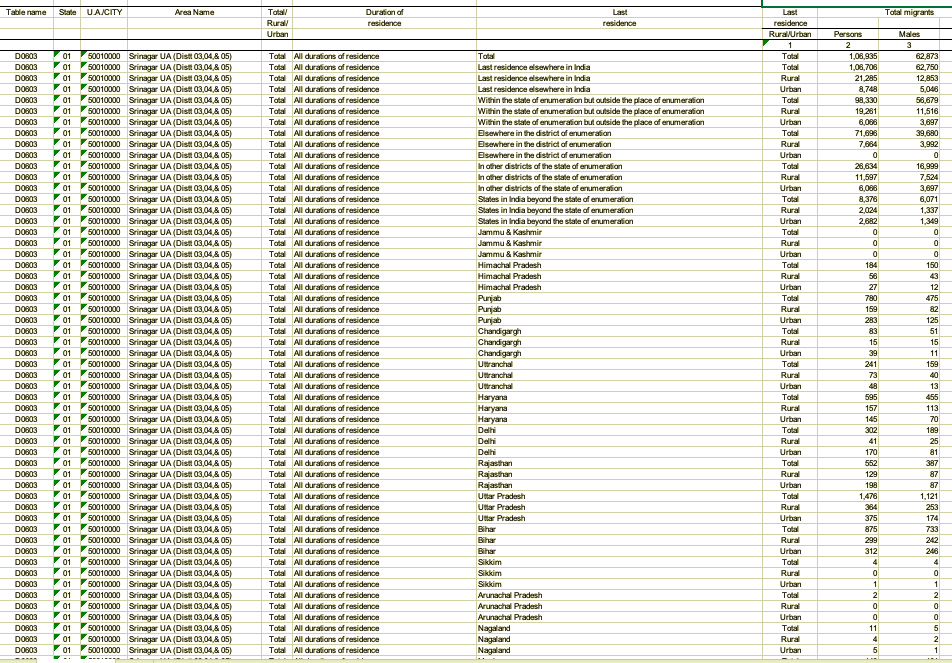 Table name State U.A./CITY Area Name Total/ Duration of Last Last Total migrants
Rural/ residence residence residence
Urban Rural/Urban Persons Males
1 2 3
D0603 01 50010000 Srinagar UA (Distt 03,04,& 05) Total All durations of residence Total Total 1,06,935 62,873
D0603 01 50010000 Srinagar UA (Distt 03,04,& 05) Total All durations of residence Last residence elsewhere in India Total 1,06,706 62,750
D0603 01 50010000 Srinagar UA (Distt 03,04,& 05) Total All durations of residence Last residence elsewhere in India Rural 21,285 12,853
D0603 01 50010000 Srinagar UA (Distt 03,04,& 05) Total All durations of residence Last residence elsewhere in India Urban 8,748 5,046
D0603 01 50010000 Srinagar UA (Distt 03,04,& 05) Total All durations of residence Within the state of enumeration but outside the place of enumeration Total 98,330 56,679
D0603 01 50010000 Srinagar UA (Distt 03,04,& 05) Total All durations of residence Within the state of enumeration but outside the place of enumeration Rural 19,261 11,516
D0603 01 50010000 Srinagar UA (Distt 03,04,& 05) Total All durations of residence Within the state of enumeration but outside the place of enumeration Urban 6,066 3,697
D0603 01 50010000 Srinagar UA (Distt 03,04,& 05) Total All durations of residence Elsewhere in the district of enumeration Total 71,696 39,680
D0603 01 50010000 Srinagar UA (Distt 03,04,& 05) Total All durations of residence Elsewhere in the district of enumeration Rural 7,664 3,992
D0603 01 50010000 Srinagar UA (Distt 03,04,& 05) Total All durations of residence Elsewhere in the district of enumeration Urban 0 0
D0603 01 50010000 Srinagar UA (Distt 03,04,& 05) Total All durations of residence In other districts of the state of enumeration Total 26,634 16,999
D0603 01 50010000 Srinagar UA (Distt 03,04,& 05) Total All durations of residence In other districts of the state of enumeration Rural 11,597 7,524
D0603 01 50010000 Srinagar UA (Distt 03,04,& 05) Total All durations of residence In other districts of the state of enumeration Urban 6,066 3,697
D0603 01 50010000 Srinagar UA (Distt 03,04,& 05) Total All durations of residence States in India beyond the state of enumeration Total 8,376 6,071
D0603 01 50010000 Srinagar UA (Distt 03,04,& 05) Total All durations of residence States in India beyond the state of enumeration Rural 2,024 1,337
D0603 01 50010000 Srinagar UA (Distt 03,04,& 05) Total All durations of residence States in India beyond the state of enumeration Urban 2,682 1,349
D0603 01 50010000 Srinagar UA (Distt 03,04,& 05) Total All durations of residence Jammu & Kashmir Total 0 0
D0603 01 50010000 Srinagar UA (Distt 03,04,& 05) Total All durations of residence Jammu & Kashmir Rural 0 0
D0603 01 50010000 Srinagar UA (Distt 03,04,& 05) Total All durations of residence Jammu & Kashmir Urban 0 0
D0603 01 50010000 Srinagar UA (Distt 03,04,& 05) Total All durations of residence Himachal Pradesh Total 184 150
D0603 01 50010000 Srinagar UA (Distt 03,04,& 05) Total All durations of residence Himachal Pradesh Rural 56 43
D0603 01 50010000 Srinagar UA (Distt 03,04,& 05) Total All durations of residence Himachal Pradesh Urban 27 12
D0603 01 50010000 Srinagar UA (Distt 03,04,& 05) Total All durations of residence Punjab Total 780 475
D0603 01 50010000 Srinagar UA (Distt 03,04,& 05) Total All durations of residence Punjab Rural 159 82
D0603 01 50010000 Srinagar UA (Distt 03,04,& 05) Total All durations of residence Punjab Urban 283 125
D0603 01 50010000 Srinagar UA (Distt 03,04,& 05) Total All durations of residence Chandigargh Total 83 51
D0603 01 50010000 Srinagar UA (Distt 03,04,& 05) Total All durations of residence Chandigargh Rural 15 15
D0603 01 50010000 Srinagar UA (Distt 03,04,& 05) Total All durations of residence Chandigargh Urban 39 11
D0603 01 50010000 Srinagar UA (Distt 03,04,& 05) Total All durations of residence Uttranchal Total 241 159
D0603 01 50010000 Srinagar UA (Distt 03,04,& 05) Total All durations of residence Uttranchal Rural 73 40
D0603 01 50010000 Srinagar UA (Distt 03,04,& 05) Total All durations of residence Uttranchal Urban 48 13
D0603 01 50010000 Srinagar UA (Distt 03,04,& 05) Total All durations of residence Haryana Total 595 455
D0603 01 50010000 Srinagar UA (Distt 03,04,& 05) Total All durations of residence Haryana Rural 157 113
D0603 01 50010000 Srinagar UA (Distt 03,04,& 05) Total All durations of residence Haryana Urban 145 70
D0603 01 50010000 Srinagar UA (Distt 03,04,& 05) Total All durations of residence Delhi Total 302 189
D0603 01 50010000 Srinagar UA (Distt 03,04,& 05) Total All durations of residence Delhi Rural 41 25
D0603 01 50010000 Srinagar UA (Distt 03,04,& 05) Total All durations of residence Delhi Urban 170 81
D0603 01 50010000 Srinagar UA (Distt 03,04,& 05) Total All durations of residence Rajasthan Total 552 387
D0603 01 50010000 Srinagar UA (Distt 03,04,& 05) Total All durations of residence Rajasthan Rural 129 87
D0603 01 50010000 Srinagar UA (Distt 03,04,& 05) Total All durations of residence Rajasthan Urban 198 87
D0603 01 50010000 Srinagar UA (Distt 03,04,& 05) Total All durations of residence Uttar Pradesh Total 1,476 1,121
D0603 01 50010000 Srinagar UA (Distt 03,04,& 05) Total All durations of residence Uttar Pradesh Rural 364 253
D0603 01 50010000 Srinagar UA (Distt 03,04,& 05) Total All durations of residence Uttar Pradesh Urban 375 174
D0603 01 50010000 Srinagar UA (Distt 03,04,& 05) Total All durations of residence Bihar Total 875 733
D0603 01 50010000 Srinagar UA (Distt 03,04,& 05) Total All durations of residence Bihar Rural 299 242
D0603 01 50010000 Srinagar UA (Distt 03,04,& 05) Total All durations of residence Bihar Urban 312 246
D0603 01 50010000 Srinagar UA (Distt 03,04,& 05) Total All durations of residence Sikkim Total 4 4
D0603 01 50010000 Srinagar UA (Distt 03,04,& 05) Total All durations of residence Sikkim Rural 0 0
D0603 01 50010000 Srinagar UA (Distt 03,04,& 05) Total All durations of residence Sikkim Urban 1 1
D0603 01 50010000 Srinagar UA (Distt 03,04,& 05) Total All durations of residence Arunachal Pradesh Total 2 2
D0603 01 50010000 Srinagar UA (Distt 03,04,& 05) Total All durations of residence Arunachal Pradesh Rural 0 0
D0603 01 50010000 Srinagar UA (Distt 03,04,& 05) Total All durations of residence Arunachal Pradesh Urban 0 0
D0603 01 50010000 Srinagar UA (Distt 03,04,& 05) Total All durations of residence Nagaland Total 11 5
D0603 01 50010000 Srinagar UA (Distt 03,04,& 05) Total All durations of residence Nagaland Rural 4 2
D0603 01 50010000 Srinagar UA (Distt 03,04,& 05) Total All durations of residence Nagaland Urban 5 1